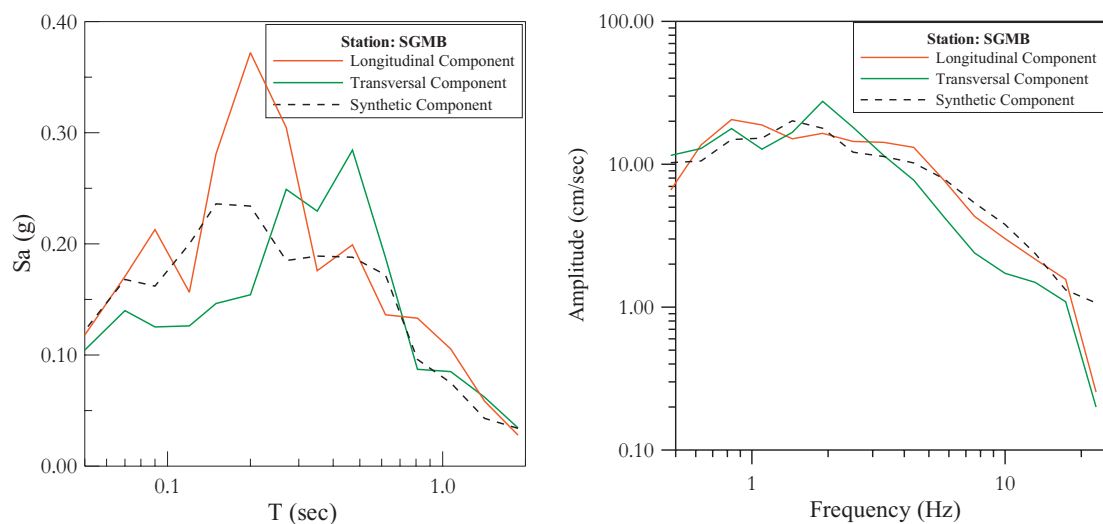 0.40
0.30
0.20
0.10
0.00
Sa (g)
Station: SGMB
Longitudinal Component
Transversal Component
Synthetic Component
0.1
1.0
T (sec)
100.00
10.00
1.00
0.10
Amplitude (cm/sec)
Station: SGMB
Longitudinal Component
Transversal Component
Synthetic Component
1
10
Frequency (Hz)